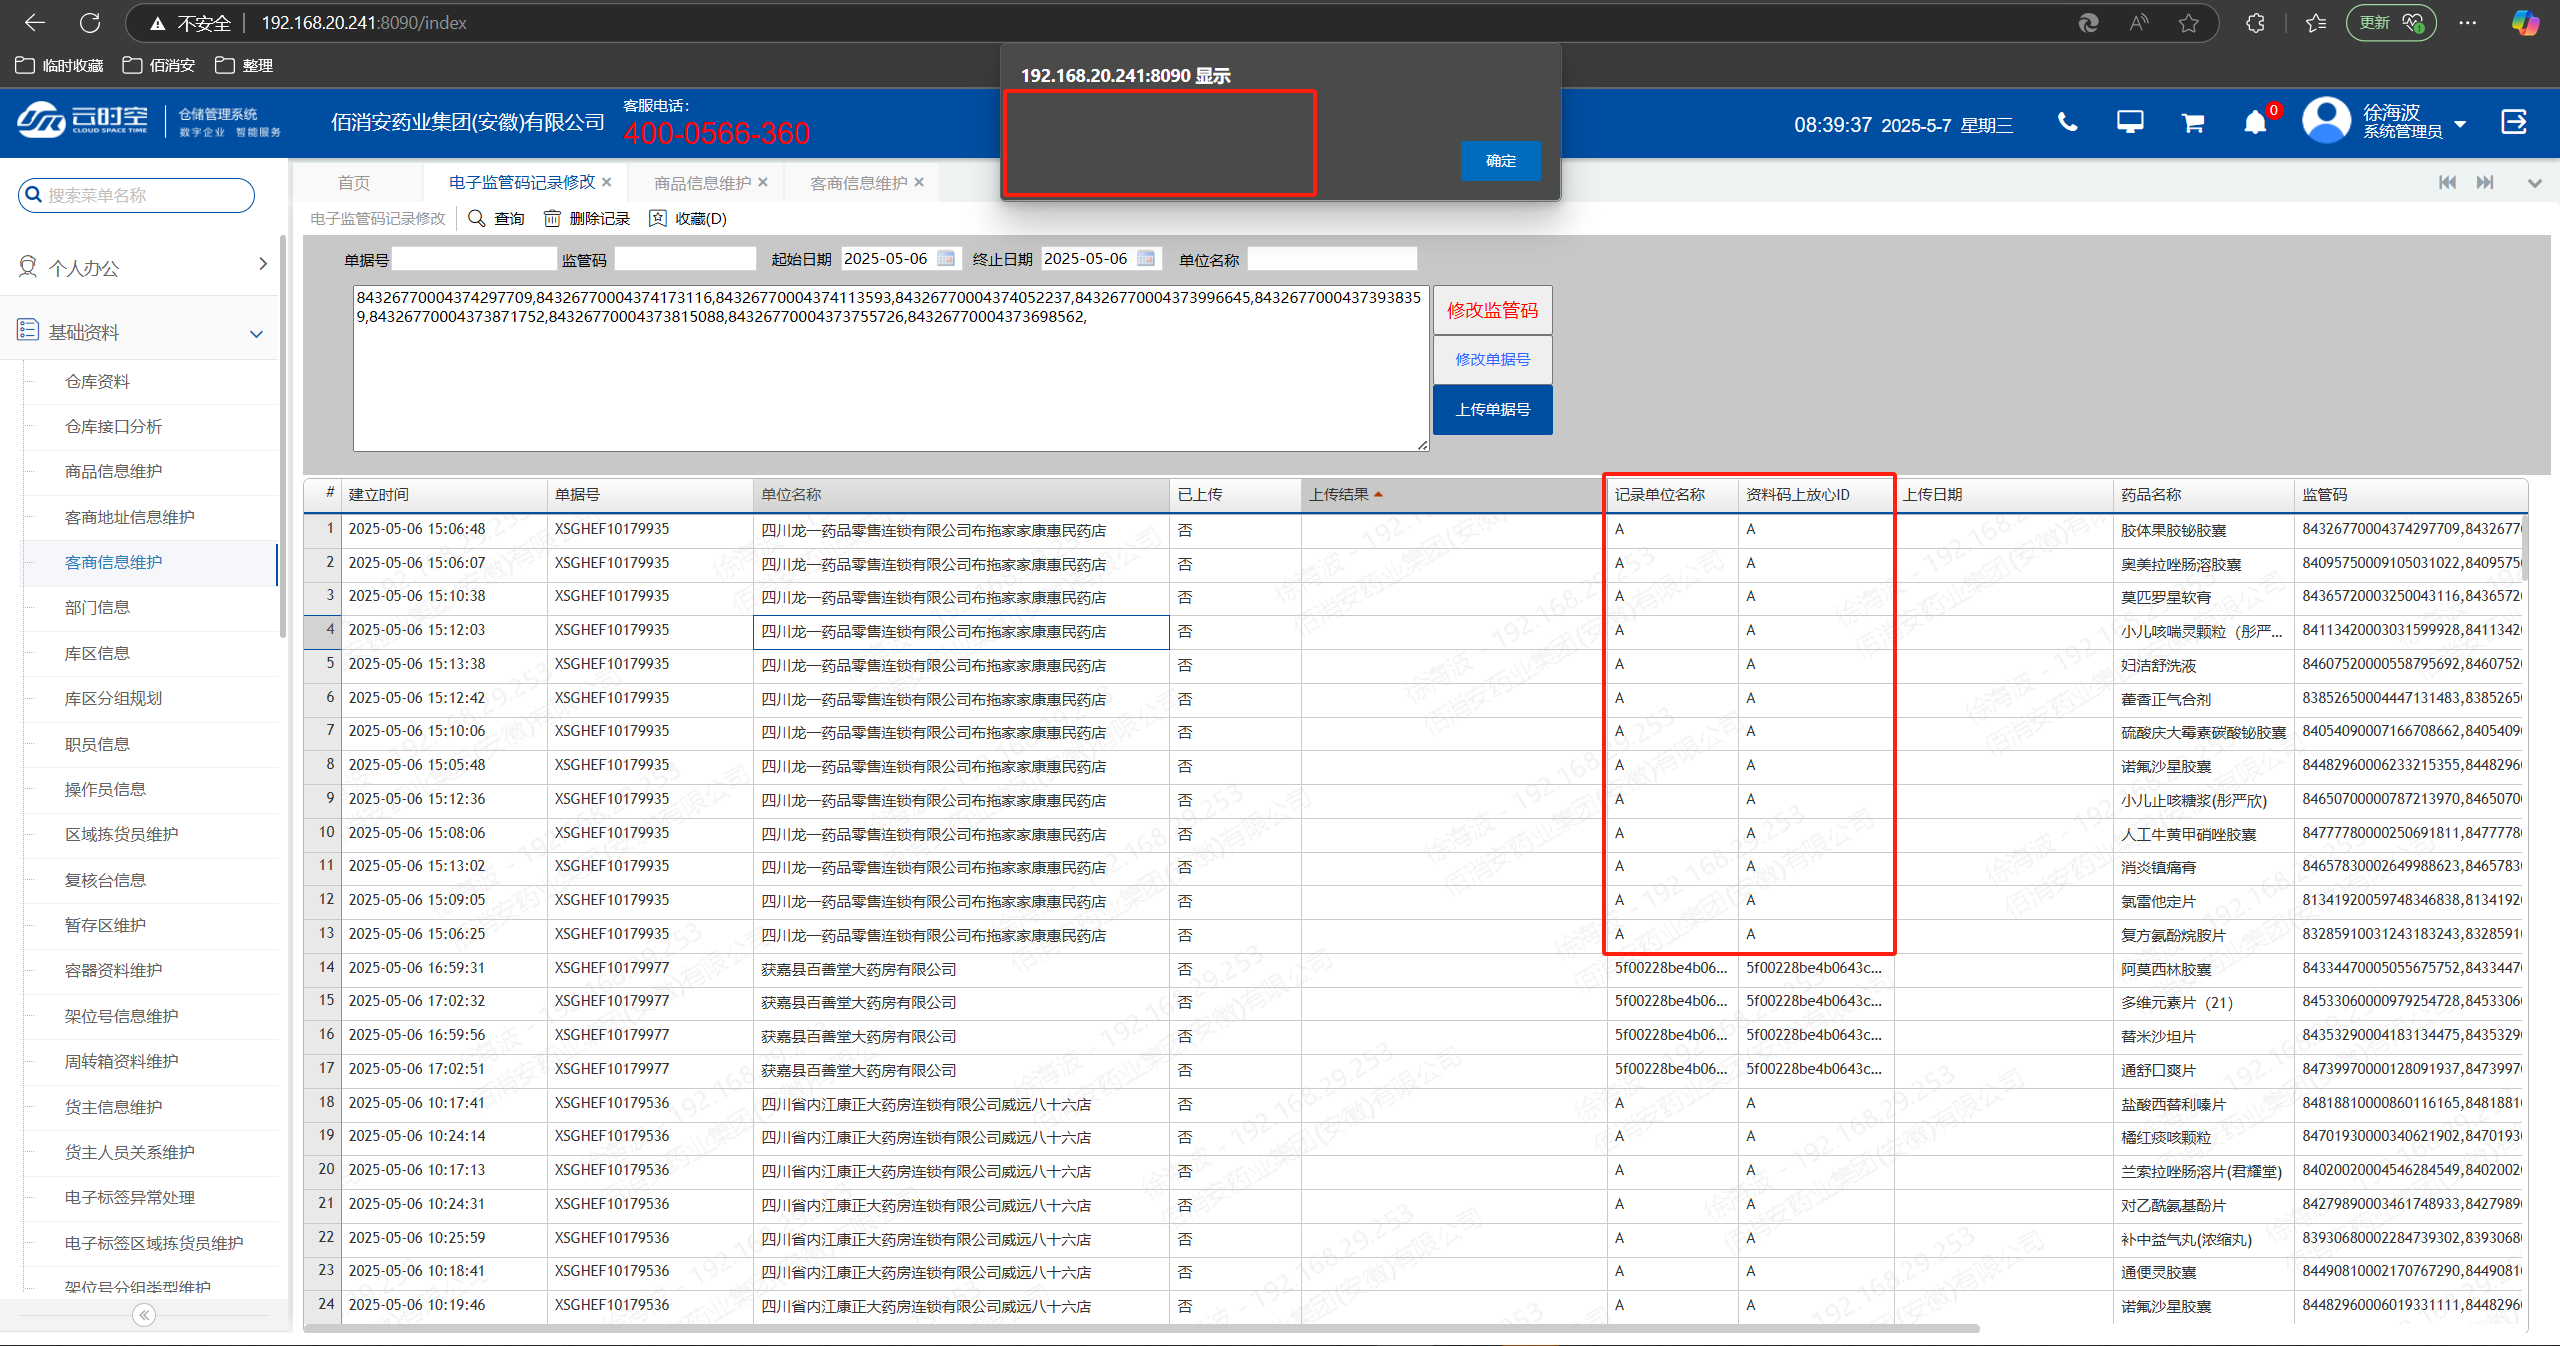 不安全 192.168.20.241:8090/index 更新
临时收藏 佰消安 整理
192.168.20.241:8090 显示
确定
云时空 CLOUD SPACE TIME 仓储管理系统 数字企业 智能服务
佰消安药业集团(安徽)有限公司
客服电话:
400-0566-360
08:39:37 2025-5-7 星期三
0
徐海波
系统管理员
搜索菜单名称
个人办公
基础资料
仓库资料
仓库接口分析
商品信息维护
客商地址信息维护
客商信息维护
部门信息
库区信息
库区分组规划
职员信息
操作员信息
区域拣货员维护
复核台信息
暂存区维护
容器资料维护
架位号信息维护
周转箱资料维护
货主信息维护
货主人员关系维护
电子标签异常处理
电子标签区域拣货员维护
架位号分组类型维护
首页 电子监管码记录修改 商品信息维护 客商信息维护
电子监管码记录修改 查询 删除记录 收藏(D)
单据号 监管码 起始日期 2025-05-06 终止日期 2025-05-06 单位名称
84326770004374297709,84326770004374173116,84326770004374113593,84326770004374052237,84326770004373996645,8432677000437393835
9,84326770004373871752,84326770004373815088,84326770004373755726,84326770004373698562,
修改监管码
修改单据号
上传单据号
# 建立时间 单据号 单位名称 已上传 上传结果 记录单位名称 资料码上放心ID 上传日期 药品名称 监管码
1 2025-05-06 15:06:48 XSGHEF10179935 四川龙一药品零售连锁有限公司布拖家家康惠民药店 否 A A 胶体果胶铋胶囊 84326770004374297709,8432677
2 2025-05-06 15:06:07 XSGHEF10179935 四川龙一药品零售连锁有限公司布拖家家康惠民药店 否 A A 奥美拉唑肠溶胶囊 84095750009105031022,8409575
3 2025-05-06 15:10:38 XSGHEF10179935 四川龙一药品零售连锁有限公司布拖家家康惠民药店 否 A A 莫匹罗星软膏 84365720003250043116,8436572
4 2025-05-06 15:12:03 XSGHEF10179935 四川龙一药品零售连锁有限公司布拖家家康惠民药店 否 A A 小儿咳喘灵颗粒（彤严... 84113420003031599928,8411342
5 2025-05-06 15:13:38 XSGHEF10179935 四川龙一药品零售连锁有限公司布拖家家康惠民药店 否 A A 妇洁舒洗液 84607520000558795692,8460752
6 2025-05-06 15:12:42 XSGHEF10179935 四川龙一药品零售连锁有限公司布拖家家康惠民药店 否 A A 藿香正气合剂 83852650004447131483,8385265
7 2025-05-06 15:10:06 XSGHEF10179935 四川龙一药品零售连锁有限公司布拖家家康惠民药店 否 A A 硫酸庆大霉素碳酸铋胶囊 84054090007166708662,8405409
8 2025-05-06 15:05:48 XSGHEF10179935 四川龙一药品零售连锁有限公司布拖家家康惠民药店 否 A A 诺氟沙星胶囊 84482960006233215355,8448296
9 2025-05-06 15:12:36 XSGHEF10179935 四川龙一药品零售连锁有限公司布拖家家康惠民药店 否 A A 小儿止咳糖浆(彤严欣) 84650700000787213970,8465070
10 2025-05-06 15:08:06 XSGHEF10179935 四川龙一药品零售连锁有限公司布拖家家康惠民药店 否 A A 人工牛黄甲硝唑胶囊 84777780000250691811,8477778
11 2025-05-06 15:13:02 XSGHEF10179935 四川龙一药品零售连锁有限公司布拖家家康惠民药店 否 A A 消炎镇痛膏 84657830002649988623,8465783
12 2025-05-06 15:09:05 XSGHEF10179935 四川龙一药品零售连锁有限公司布拖家家康惠民药店 否 A A 氯雷他定片 81341920059748346838,8134192
13 2025-05-06 15:06:25 XSGHEF10179935 四川龙一药品零售连锁有限公司布拖家家康惠民药店 否 A A 复方氨酚烷胺片 83285910031243183243,8328591
14 2025-05-06 16:59:31 XSGHEF10179977 获嘉县百善堂大药房有限公司 否 5f00228be4b06... 5f00228be4b0643c... 阿莫西林胶囊 84334470005055675752,8433447
15 2025-05-06 17:02:32 XSGHEF10179977 获嘉县百善堂大药房有限公司 否 5f00228be4b06... 5f00228be4b0643c... 多维元素片（21） 84533060000979254728,8453306
16 2025-05-06 16:59:56 XSGHEF10179977 获嘉县百善堂大药房有限公司 否 5f00228be4b06... 5f00228be4b0643c... 替米沙坦片 84353290004183134475,8435329
17 2025-05-06 17:02:51 XSGHEF10179977 获嘉县百善堂大药房有限公司 否 5f00228be4b06... 5f00228be4b0643c... 通舒口爽片 84739970000128091937,8473997
18 2025-05-06 10:17:41 XSGHEF10179536 四川省内江康正大药房连锁有限公司威远八十六店 否 A A 盐酸西替利嗪片 84818810000860116165,8481881
19 2025-05-06 10:24:14 XSGHEF10179536 四川省内江康正大药房连锁有限公司威远八十六店 否 A A 橘红痰咳颗粒 84701930000340621902,8470193
20 2025-05-06 10:17:13 XSGHEF10179536 四川省内江康正大药房连锁有限公司威远八十六店 否 A A 兰索拉唑肠溶片(君耀堂) 84020020004546284549,8402002
21 2025-05-06 10:24:31 XSGHEF10179536 四川省内江康正大药房连锁有限公司威远八十六店 否 A A 对乙酰氨基酚片 84279890003461748933,8427989
22 2025-05-06 10:25:59 XSGHEF10179536 四川省内江康正大药房连锁有限公司威远八十六店 否 A A 补中益气丸(浓缩丸) 83930680002284739302,8393068
23 2025-05-06 10:18:41 XSGHEF10179536 四川省内江康正大药房连锁有限公司威远八十六店 否 A A 通便灵胶囊 84490810002170767290,8449081
24 2025-05-06 10:19:46 XSGHEF10179536 四川省内江康正大药房连锁有限公司威远八十六店 否 A A 诺氟沙星胶囊 84482960006019331111,8448296